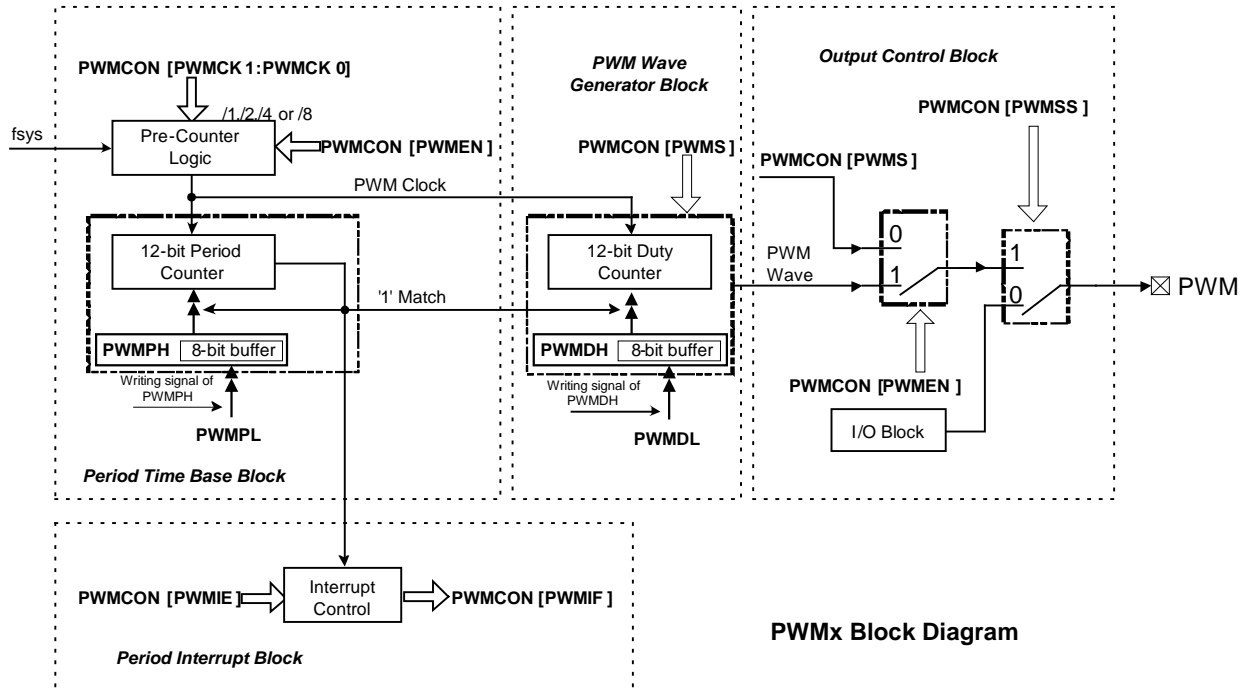 PWMCON [PWMCK 1:PWMCK 0]
/1,/2,/4 or /8
fsys
Pre-Counter
Logic
PWMCON [PWMEN ]
PWM Clock
12-bit Period
Counter
'1' Match
PWMPH
8-bit buffer
Writing signal of
PWMPH
PWMPL
Period Time Base Block
PWM Wave
Generator Block
PWMCON [PWMS ]
12-bit Duty
Counter
PWMDH
8-bit buffer
Writing signal of
PWMDH
PWMDL
Output Control Block
PWMCON [PWMSS ]
PWMCON [PWMS ]
0
1
PWM
Wave
1
0
PWM
PWMCON [PWMEN ]
I/O Block
PWMCON [PWMIE ]
Interrupt
Control
PWMCON [PWMIF ]
Period Interrupt Block
PWMx Block Diagram